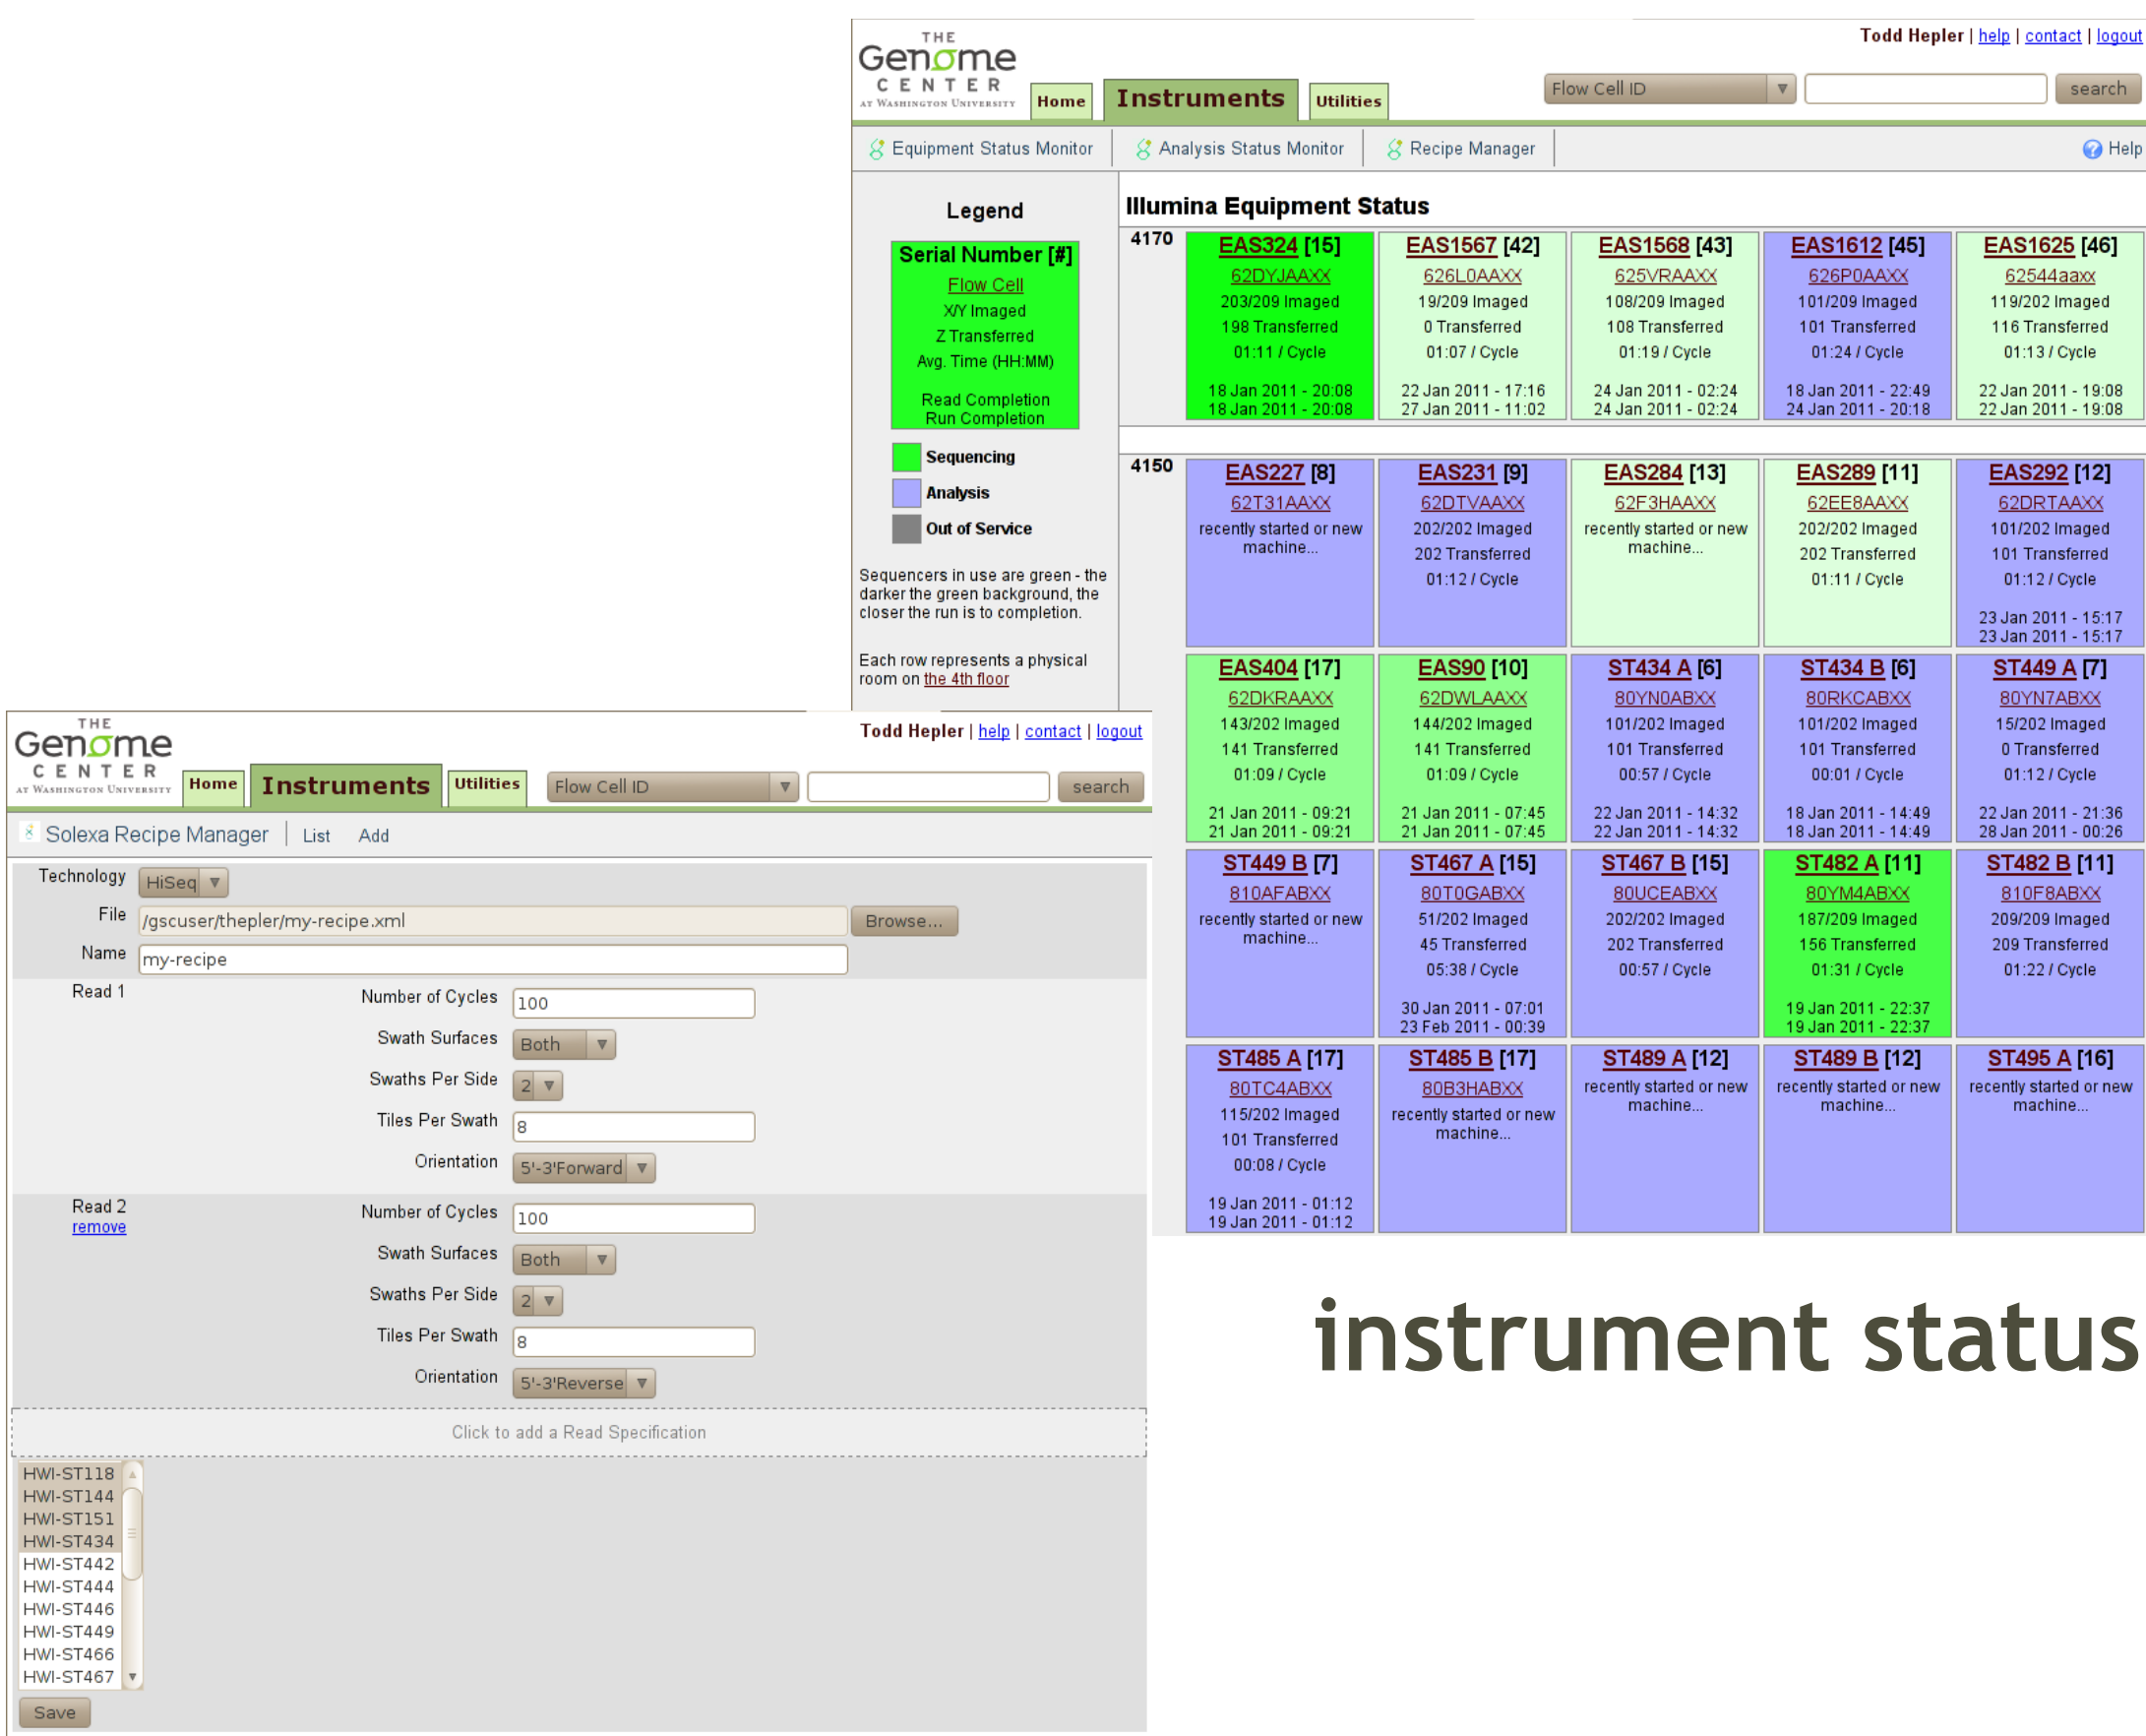 THE
Genome
CENTER
AT WASHINGTON UNIVERSITY
Home
Instruments
Utilities
Todd Hepler | help | contact | logout
Flow Cell ID
search
Equipment Status Monitor
Analysis Status Monitor
Recipe Manager
Help
Legend
Serial Number [#]
Flow Cell
X/Y Imaged
Z Transferred
Avg. Time (HH:MM)
Read Completion
Run Completion
Sequencing
Analysis
Out of Service
Sequencers in use are green - the
darker the green background, the
closer the run is to completion.
Each row represents a physical
room on the 4th floor
Illumina Equipment Status
4170
EAS324 [15]
62DYJAAXX
203/209 Imaged
198 Transferred
01:11 / Cycle
18 Jan 2011 - 20:08
18 Jan 2011 - 20:08
EAS1567 [42]
626L0AAXX
19/209 Imaged
0 Transferred
01:07 / Cycle
22 Jan 2011 - 17:16
27 Jan 2011 - 11:02
EAS1568 [43]
625VRAAXX
108/209 Imaged
108 Transferred
01:19 / Cycle
24 Jan 2011 - 02:24
24 Jan 2011 - 02:24
EAS1612 [45]
626P0AAXX
101/209 Imaged
101 Transferred
01:24 / Cycle
18 Jan 2011 - 22:49
24 Jan 2011 - 20:18
EAS1625 [46]
62544aaxx
119/202 Imaged
116 Transferred
01:13 / Cycle
22 Jan 2011 - 19:08
22 Jan 2011 - 19:08
4150
EAS227 [8]
62T31AAXX
recently started or new
machine...
EAS231 [9]
62DTVAAXX
202/202 Imaged
202 Transferred
01:12 / Cycle
EAS284 [13]
62F3HAAXX
recently started or new
machine...
EAS289 [11]
62EE8AAXX
202/202 Imaged
202 Transferred
01:11 / Cycle
EAS292 [12]
62DRTAAXX
101/202 Imaged
101 Transferred
01:12 / Cycle
23 Jan 2011 - 15:17
23 Jan 2011 - 15:17
EAS404 [17]
62DKRAAXX
143/202 Imaged
141 Transferred
01:09 / Cycle
21 Jan 2011 - 09:21
21 Jan 2011 - 09:21
EAS90 [10]
62DWLAAXX
144/202 Imaged
141 Transferred
01:09 / Cycle
21 Jan 2011 - 07:45
21 Jan 2011 - 07:45
ST434 A [6]
80YN0ABXX
101/202 Imaged
101 Transferred
00:57 / Cycle
22 Jan 2011 - 14:32
22 Jan 2011 - 14:32
ST434 B [6]
80RKCABXX
101/202 Imaged
101 Transferred
00:01 / Cycle
18 Jan 2011 - 14:49
18 Jan 2011 - 14:49
ST449 A [7]
80YN7ABXX
15/202 Imaged
0 Transferred
01:12 / Cycle
22 Jan 2011 - 21:36
28 Jan 2011 - 00:26
ST449 B [7]
810AFABXX
recently started or new
machine...
ST467 A [15]
80T0GABXX
51/202 Imaged
45 Transferred
05:38 / Cycle
30 Jan 2011 - 07:01
23 Feb 2011 - 00:39
ST467 B [15]
80UCEABXX
202/202 Imaged
202 Transferred
00:57 / Cycle
ST482 A [11]
80YM4ABXX
187/209 Imaged
156 Transferred
01:31 / Cycle
19 Jan 2011 - 22:37
19 Jan 2011 - 22:37
ST482 B [11]
810F8ABXX
209/209 Imaged
209 Transferred
01:22 / Cycle
ST485 A [17]
80TC4ABXX
115/202 Imaged
101 Transferred
00:08 / Cycle
19 Jan 2011 - 01:12
19 Jan 2011 - 01:12
ST485 B [17]
80B3HABXX
recently started or new
machine...
ST489 A [12]
recently started or new
machine...
ST489 B [12]
recently started or new
machine...
ST495 A [16]
recently started or new
machine...
THE
Genome
CENTER
AT WASHINGTON UNIVERSITY
Home
Instruments
Utilities
Todd Hepler | help | contact | logout
Flow Cell ID
search
Solexa Recipe Manager
List
Add
Technology HiSeq
File /gscuser/thepler/my-recipe.xml Browse...
Name my-recipe
Read 1
Number of Cycles 100
Swath Surfaces Both
Swaths Per Side 2
Tiles Per Swath 8
Orientation 5'-3'Forward
Read 2
remove
Number of Cycles 100
Swath Surfaces Both
Swaths Per Side 2
Tiles Per Swath 8
Orientation 5'-3'Reverse
Click to add a Read Specification
HWI-ST118
HWI-ST144
HWI-ST151
HWI-ST434
HWI-ST442
HWI-ST444
HWI-ST446
HWI-ST449
HWI-ST466
HWI-ST467
Save
instrument status